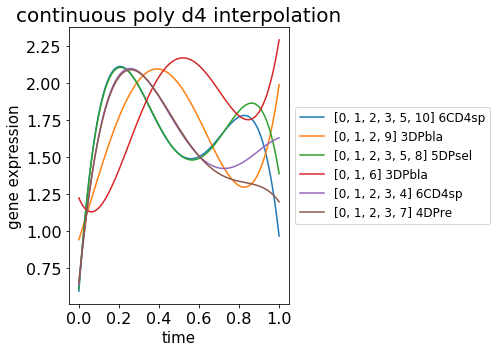 continuous poly d4 interpolation
gene expression
2.25
2.00
1.75
1.50
1.25
1.00
0.75
0.0 0.2 0.4 0.6 0.8 1.0
time
[0, 1, 2, 3, 5, 10] 6CD4sp
[0, 1, 2, 9] 3DPbla
[0, 1, 2, 3, 5, 8] 5DPsel
[0, 1, 6] 3DPbla
[0, 1, 2, 3, 4] 6CD4sp
[0, 1, 2, 3, 7] 4DPre